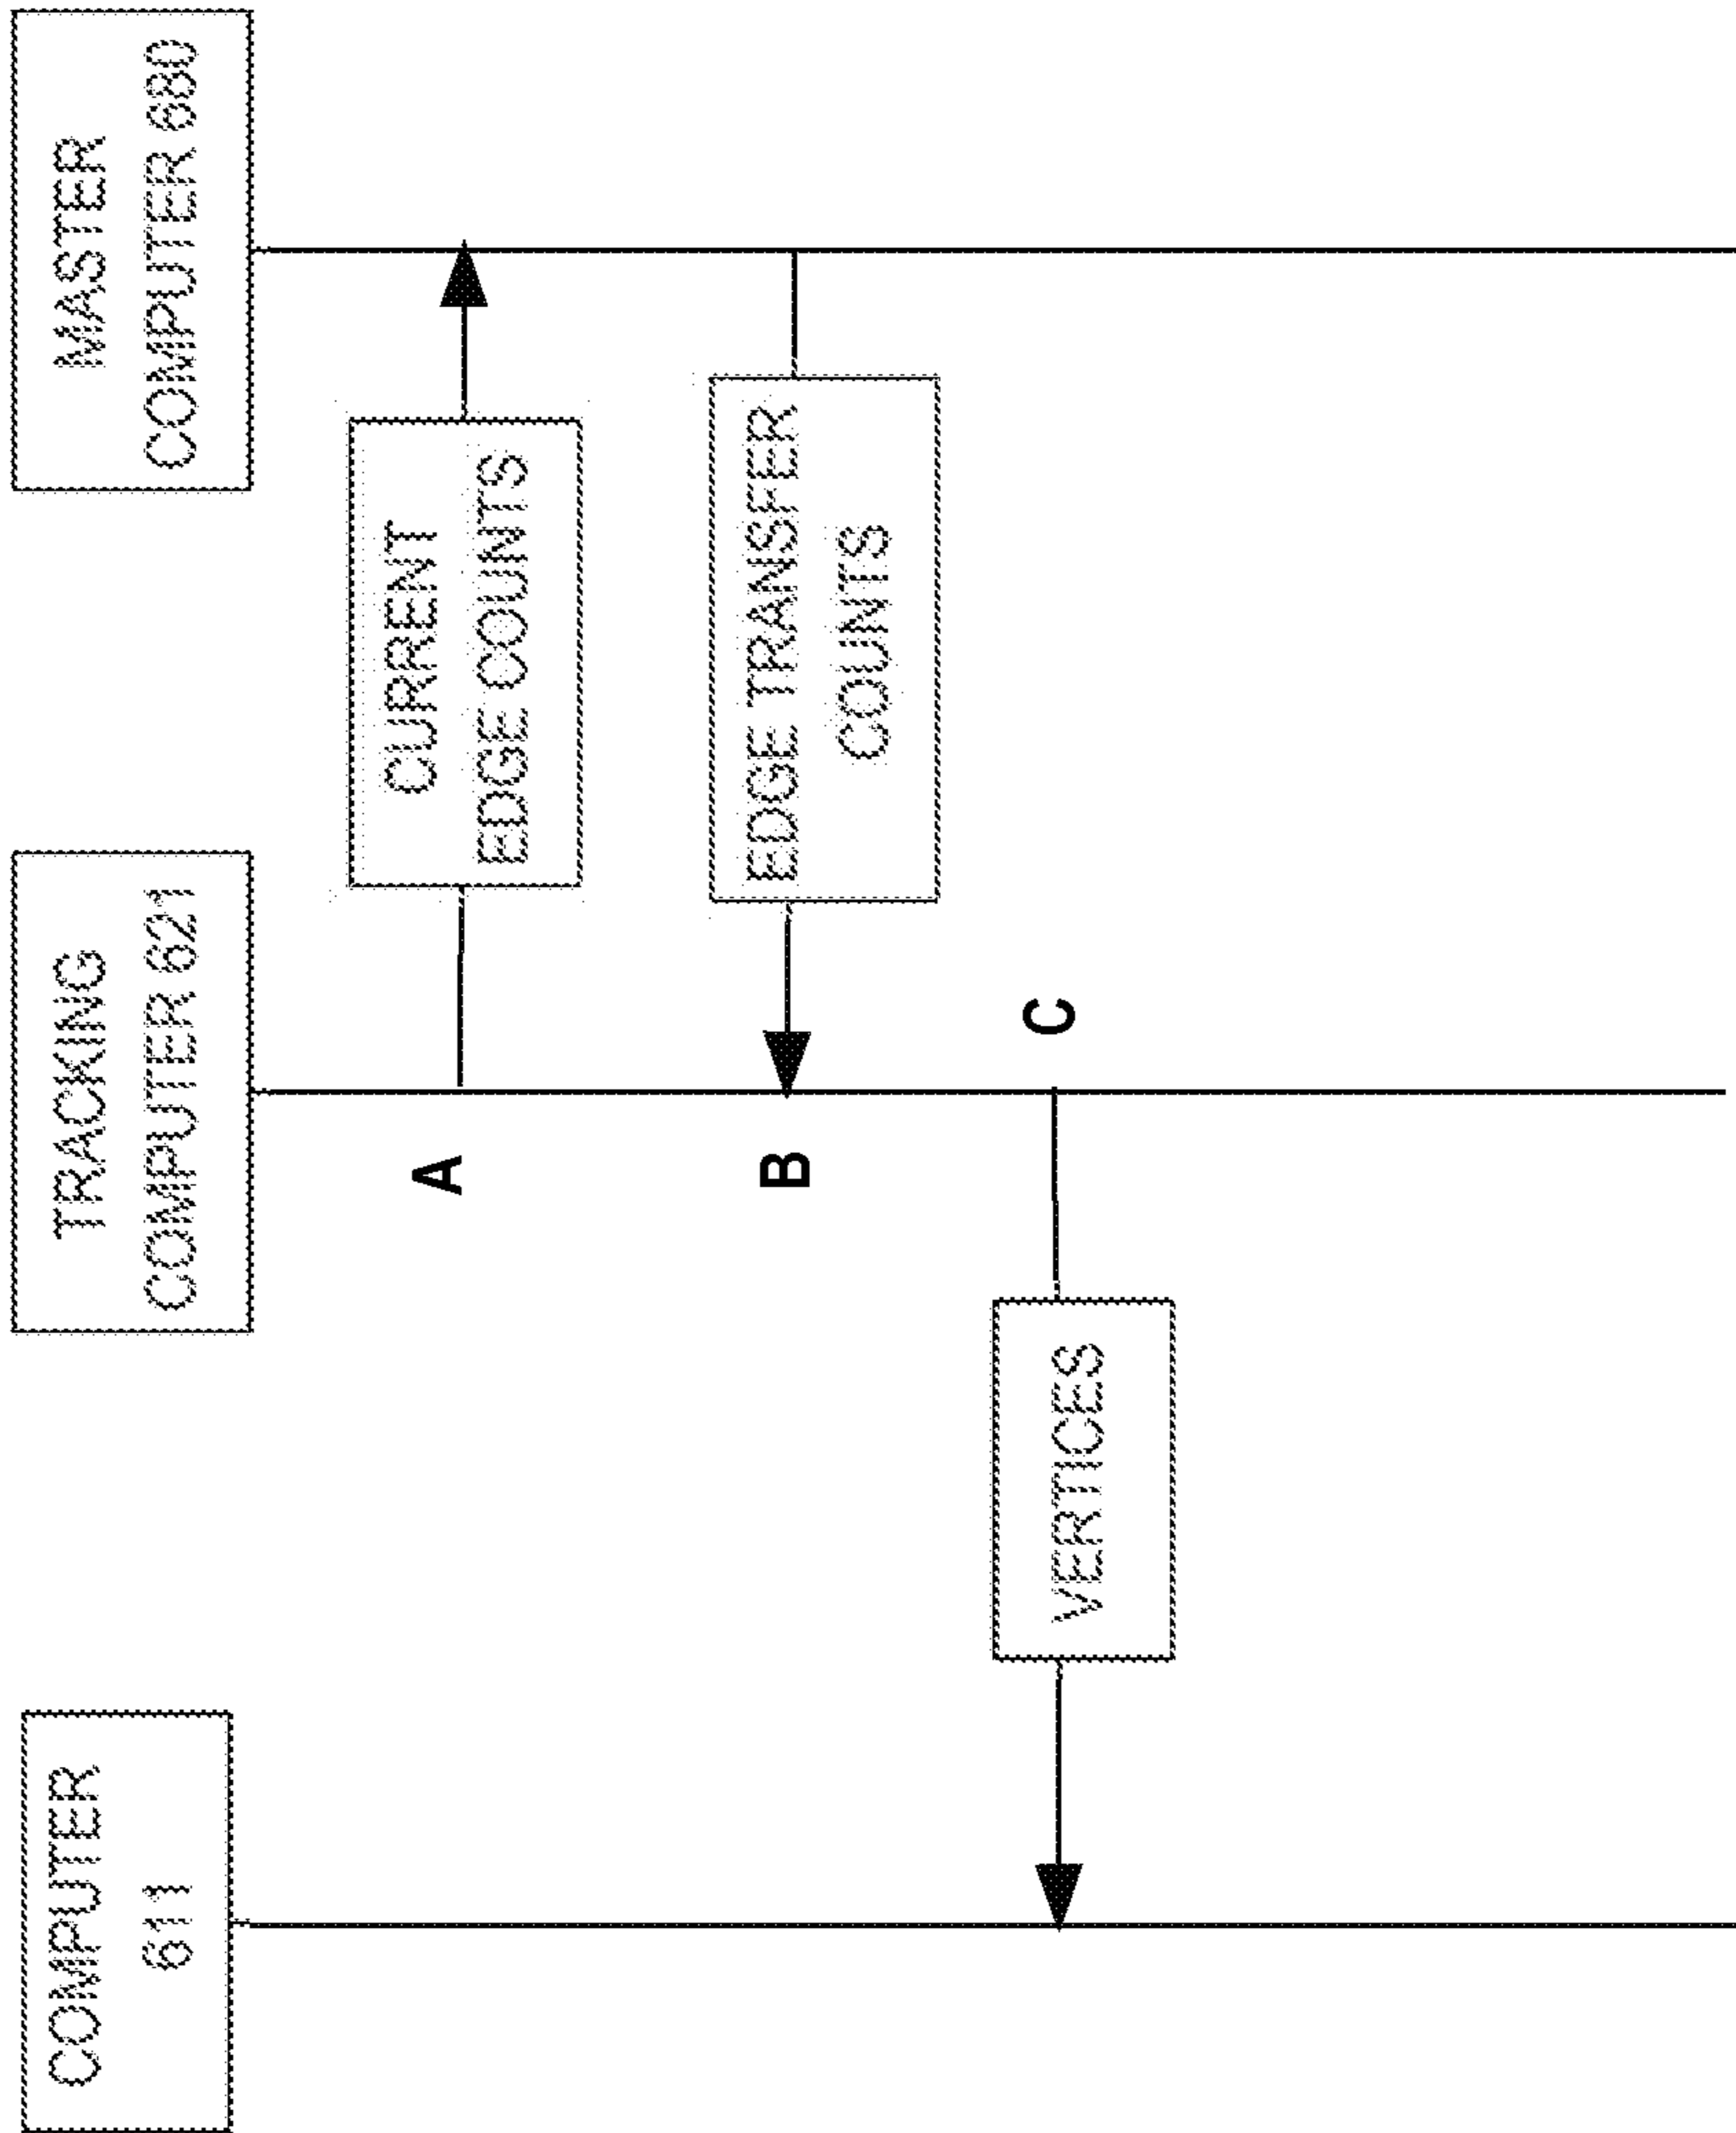 COMPUTER
611
TRACKING
COMPUTER 621
MASTER
COMPUTER 680
A
CURRENT
EDGE COUNTS
B
EDGE TRANSFER
COUNTS
VERTICES
C